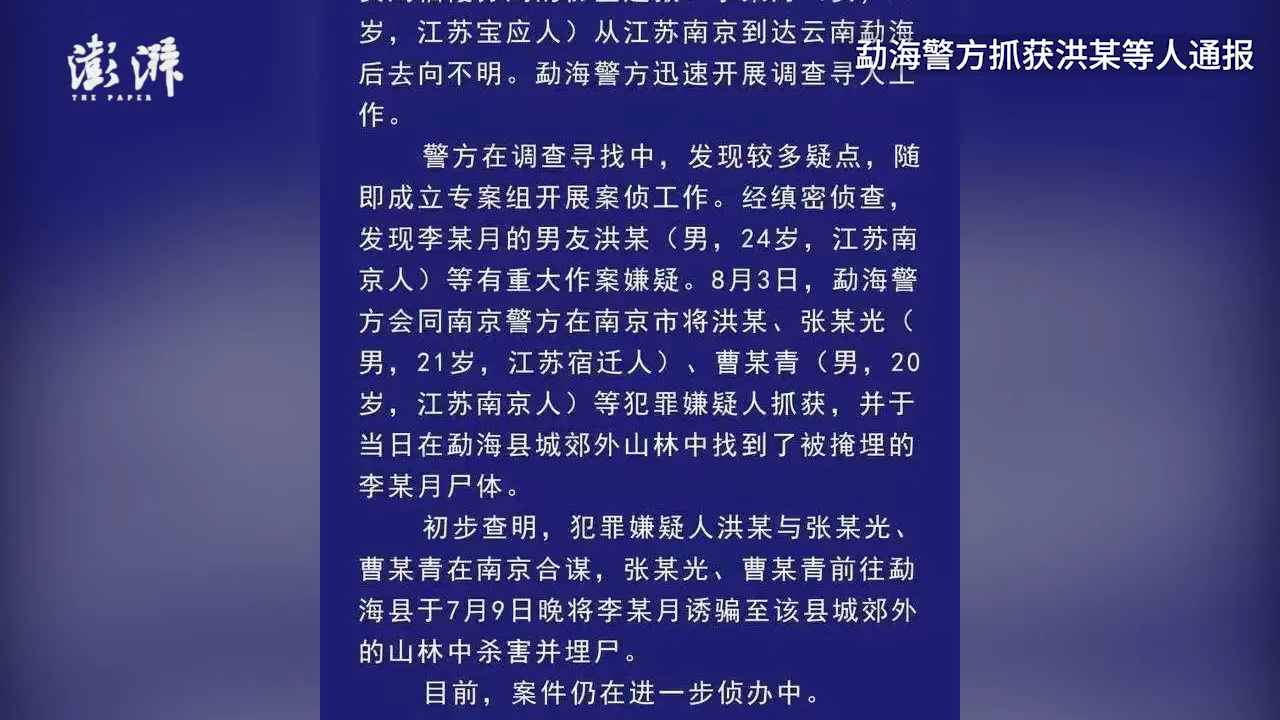 澎湃
THE PAPER
勐海警方抓获洪某等人通报
岁，江苏宝应人）从江苏南京到达云南勐海
后去向不明。勐海警方迅速开展调查寻人工
作。
警方在调查寻找中，发现较多疑点，随
即成立专案组开展案侦工作。经缜密侦查，
发现李某月的男友洪某（男，24岁，江苏南
京人）等有重大作案嫌疑。8月3日，勐海警
方会同南京警方在南京市将洪某、张某光（
男，21岁，江苏宿迁人）、曹某青（男，20
岁，江苏南京人）等犯罪嫌疑人抓获，并于
当日在勐海县城郊外山林中找到了被掩埋的
李某月尸体。
初步查明，犯罪嫌疑人洪某与张某光、
曹某青在南京合谋，张某光、曹某青前往勐
海县于7月9日晚将李某月诱骗至该县城郊外
的山林中杀害并埋尸。
目前，案件仍在进一步侦办中。